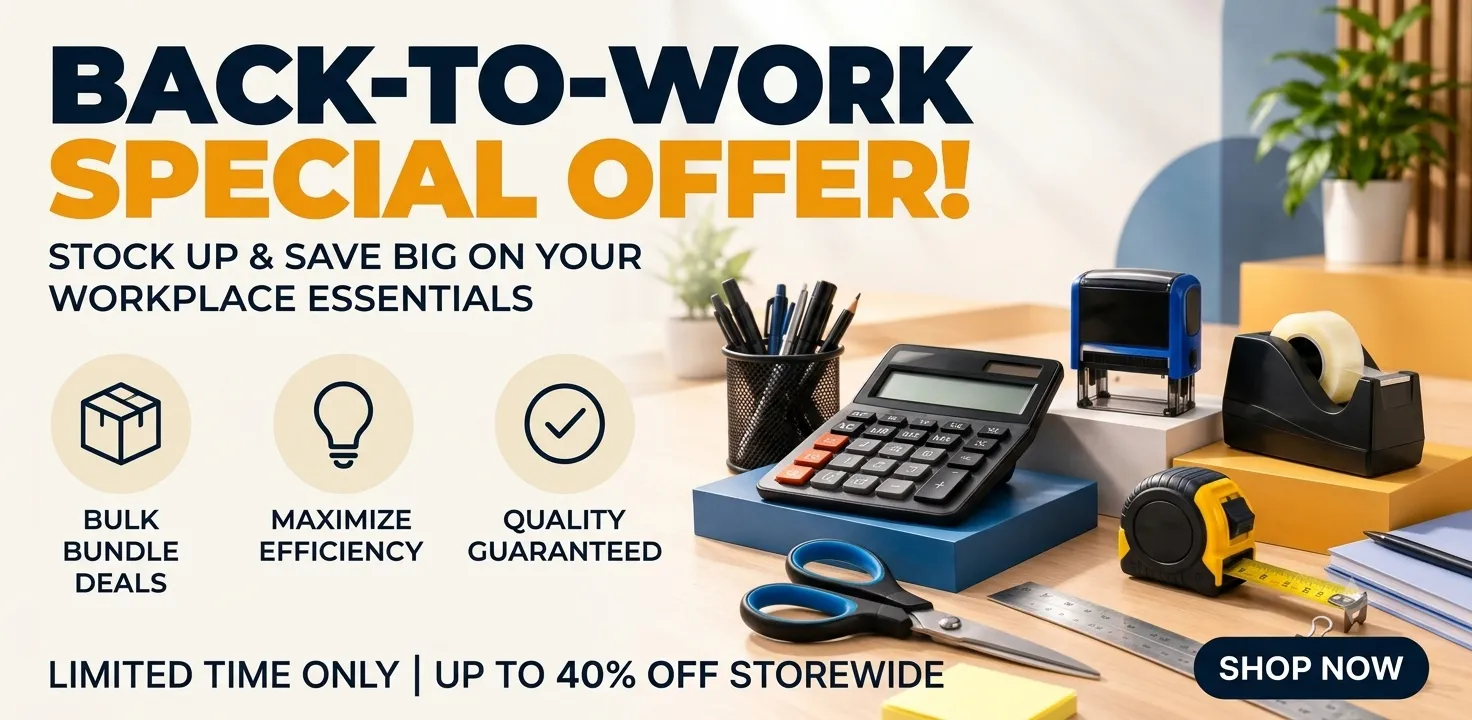 BACK-TO-WORK
SPECIAL OFFER!
STOCK UP & SAVE BIG ON YOUR
WORKPLACE ESSENTIALS
BULK
BUNDLE
DEALS
MAXIMIZE
EFFICIENCY
QUALITY
GUARANTEED
LIMITED TIME ONLY | UP TO 40% OFF STOREWIDE
SHOP NOW